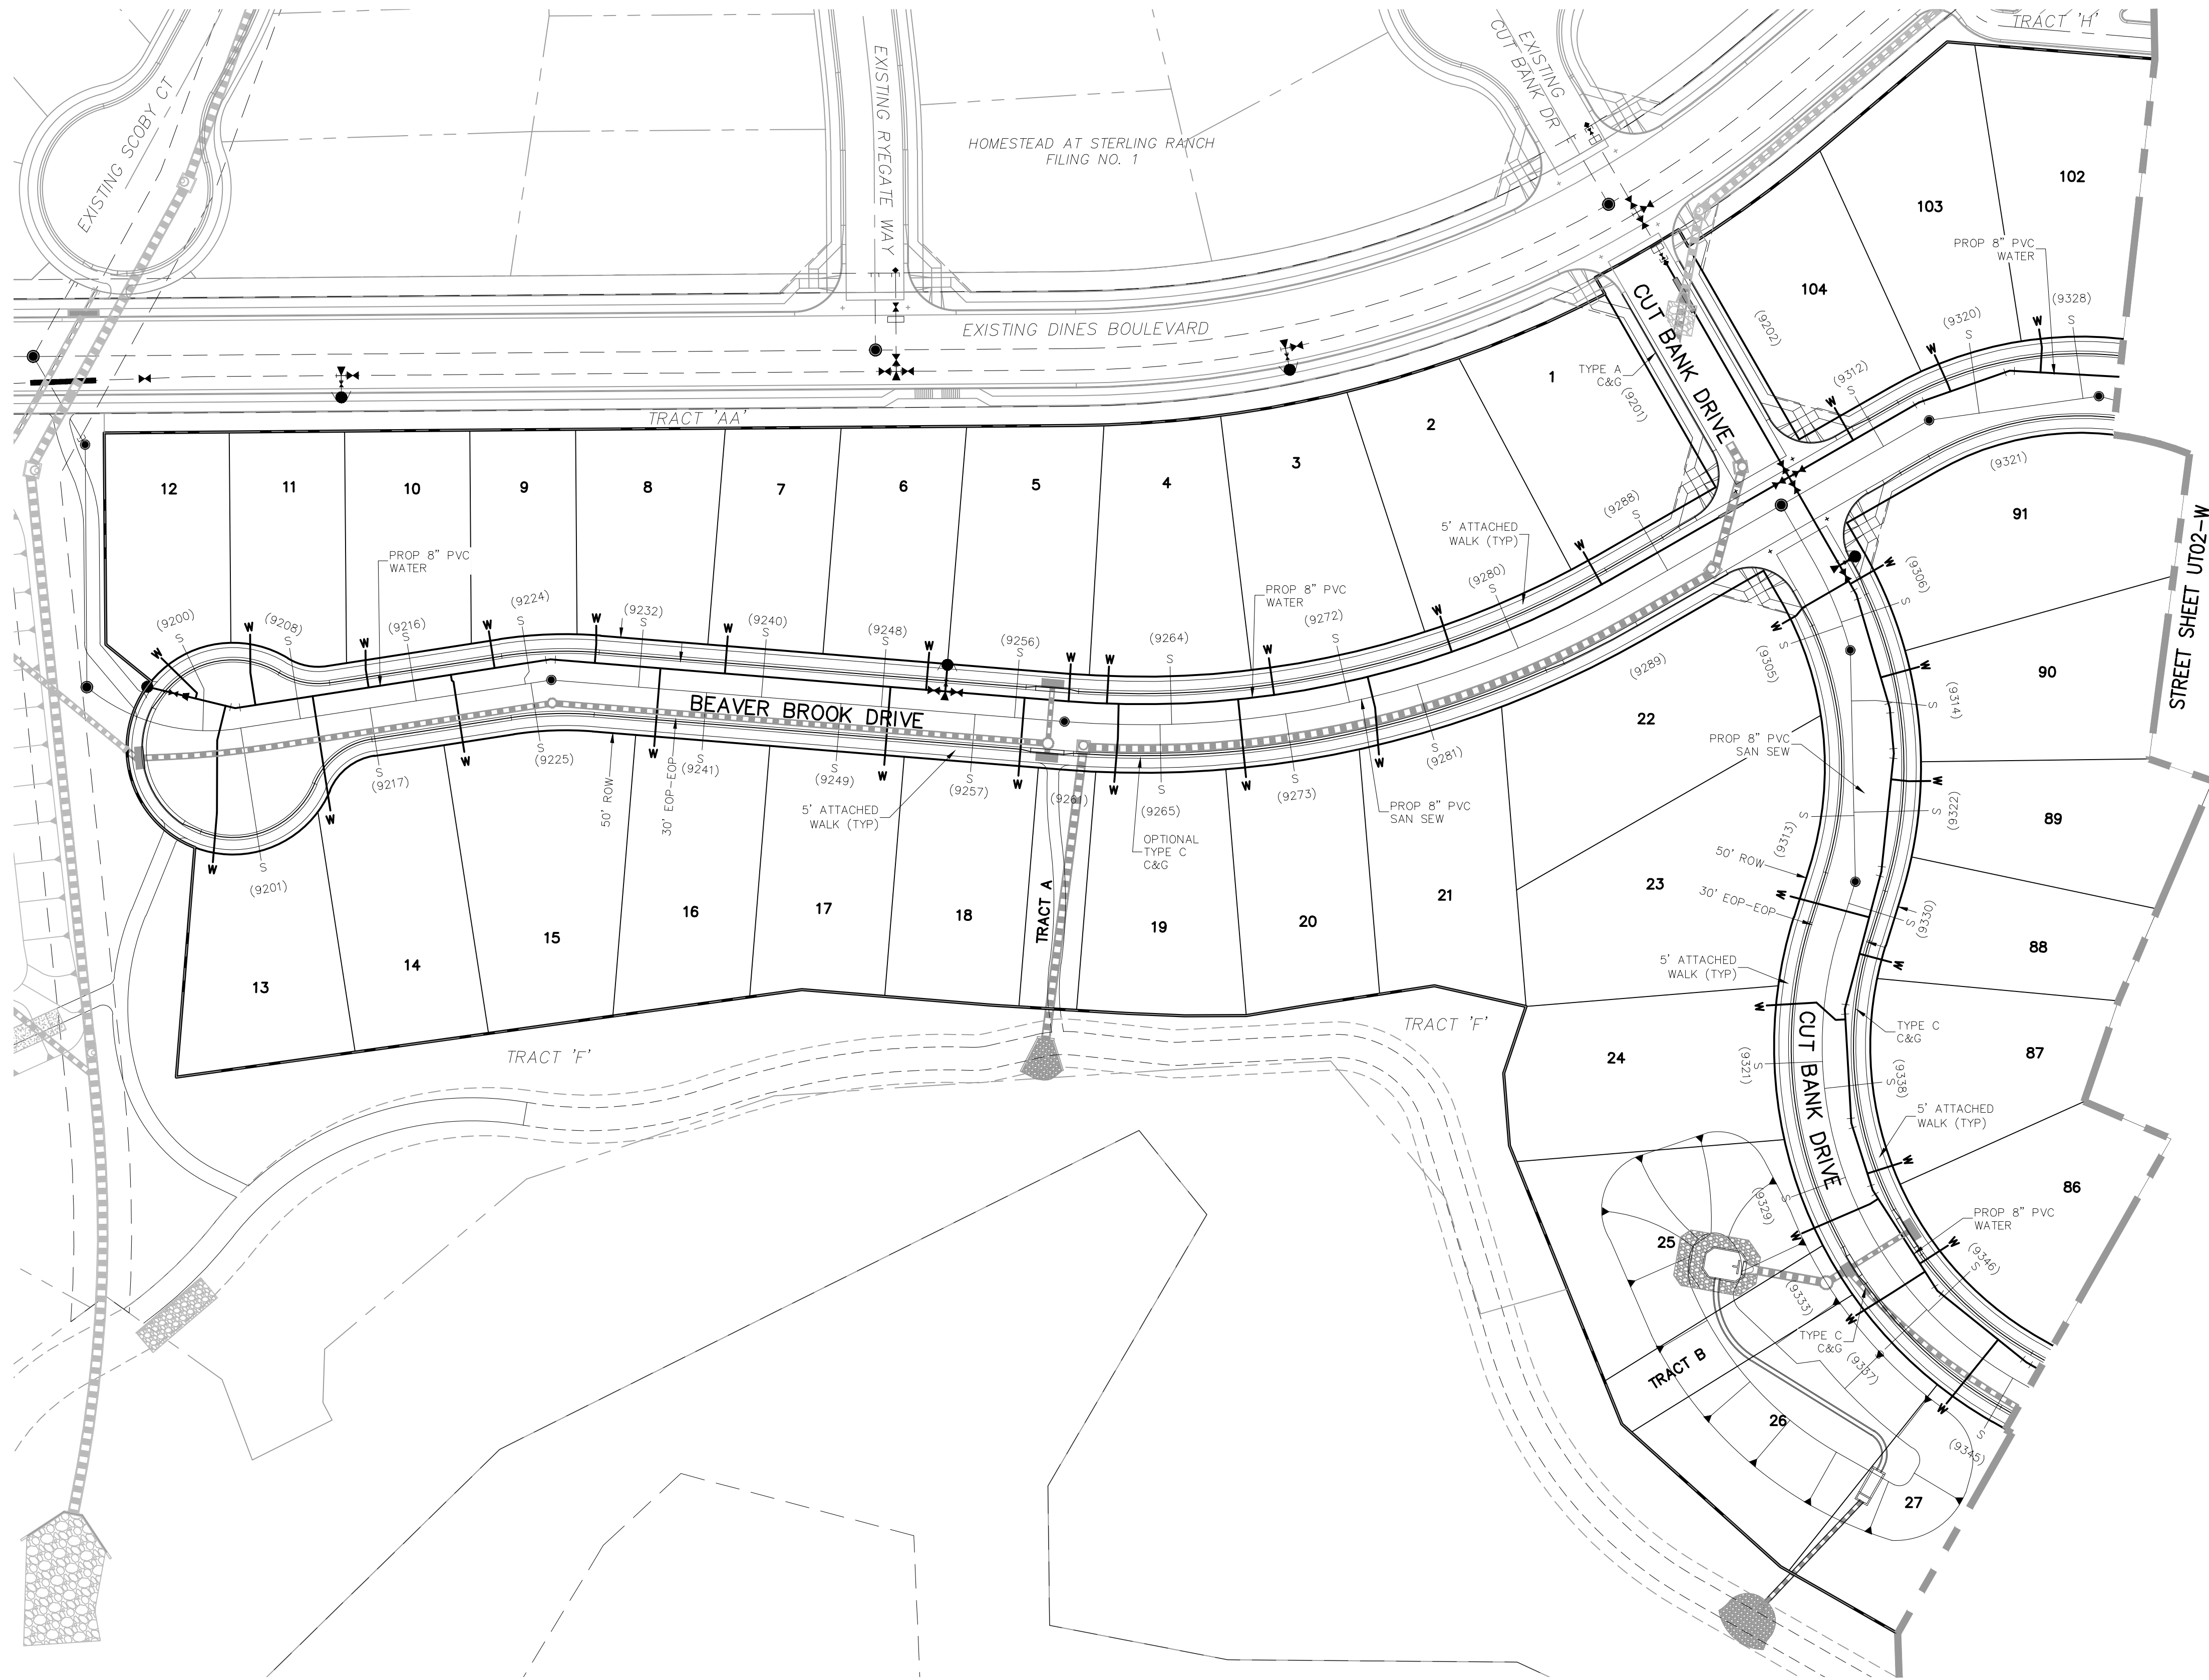 EXISTING SCOBY CT
EXISTING RYEGATE WAY
HOMESTEAD AT STERLING RANCH
FILING NO. 1
EXISTING
CUT BANK DR
TRACT 'H'
102
103
104
PROP 8" PVC
WATER
(9328)
S
(9320)
S
(9312)
S
(9202)
W
W
W
EXISTING DINES BOULEVARD
TRACT 'AA'
CUT BANK DRIVE
TYPE A
C&G
(9201)
1
2
3
4
5
6
7
8
9
10
11
12
(9321)
91
STREET SHEET UT02-W
PROP 8" PVC
WATER
5' ATTACHED
WALK (TYP)
PROP 8" PVC
WATER
(9200)
S
(9208)
S
(9216)
S
(9224)
S
(9232)
S
(9240)
S
(9248)
S
(9256)
S
(9264)
S
(9272)
S
(9280)
S
(9288)
S
W
W
W
W
W
W
W
W
W
W
W
W
BEAVER BROOK DRIVE
(9201)
S
(9217)
S
(9225)
S
(9241)
S
(9249)
S
(9257)
S
(9261)
(9265)
S
(9273)
S
(9281)
S
(9289)
W
W
W
W
W
W
W
W
W
50' ROW
30' EOP-EOP
5' ATTACHED
WALK (TYP)
OPTIONAL
TYPE C
C&G
PROP 8" PVC
SAN SEW
TRACT A
13
14
15
16
17
18
19
20
21
22
23
24
TRACT 'F'
TRACT 'F'
(9306)
S
W
W
S
(9305)
W
90
S
(9314)
PROP 8" PVC
SAN SEW
W
S
(9322)
S
(9313)
89
50' ROW
30' EOP-EOP
W
S
(9330)
W
88
5' ATTACHED
WALK (TYP)
W
CUT BANK DRIVE
TYPE C
C&G
87
S
(9321)
S
(9338)
5' ATTACHED
WALK (TYP)
W
86
S
(9329)
W
PROP 8" PVC
WATER
W
(9346)
S
25
(9333)
W
TYPE C
C&G
(9337)
TRACT B
26
W
S
(9345)
27